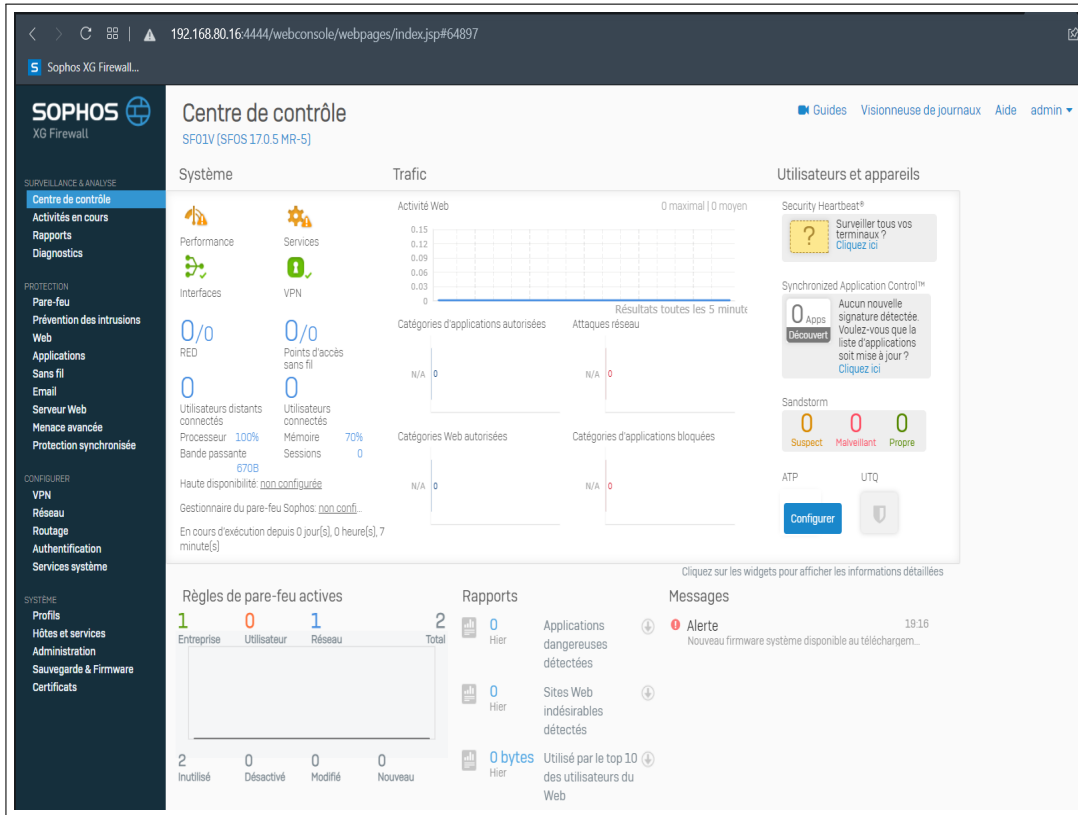 192.168.80.16:4444/webconsole/webpages/index.jsp#64897
S Sophos XG Firewall...
SOPHOS
XG Firewall
SURVEILLANCE & ANALYSE
Centre de contrôle
Activités en cours
Rapports
Diagnostics
PROTECTION
Pare-feu
Prévention des intrusions
Web
Applications
Sans fil
Email
Serveur Web
Menace avancée
Protection synchronisée
CONFIGURER
VPN
Réseau
Routage
Authentification
Services système
SYSTÈME
Profils
Hôtes et services
Administration
Sauvegarde & Firmware
Certificats
Centre de contrôle
SF01V (SFOS 17.0.5 MR-5)
Guides Visionneuse de journaux Aide admin
Système
Performance Services
Interfaces VPN
0/0 0/0
RED Points d'accès
sans fil
0 0
Utilisateurs distants Utilisateurs
connectés connectés
Processeur 100% Mémoire 70%
Bande passante Sessions 0
670B
Haute disponibilité: non configurée
Gestionnaire du pare-feu Sophos: non confi...
En cours d'exécution depuis 0 jour(s), 0 heure(s), 7
minute(s)
Trafic
Activité Web 0 maximal | 0 moyen
0.15
0.12
0.09
0.06
0.03
0
Résultats toutes les 5 minute
Catégories d'applications autorisées Attaques réseau
N/A 0 N/A 0
Catégories Web autorisées Catégories d'applications bloquées
N/A 0 N/A 0
Utilisateurs et appareils
Security Heartbeat®
?
Surveiller tous vos
terminaux ?
Cliquez ici
Synchronized Application Control™
0 Apps
Découvert
Aucun nouvelle
signature détectée.
Voulez-vous que la
liste d'applications
soit mise à jour ?
Cliquez ici
Sandstorm
0 0 0
Suspect Malveillant Propre
ATP UTQ
Configurer
Cliquez sur les widgets pour afficher les informations détaillées
Règles de pare-feu actives
1 0 1 2
Entreprise Utilisateur Réseau Total
2 0 0 0
Inutilisé Désactivé Modifié Nouveau
Rapports
0 Applications
Hier dangereuses
détectées
0 Sites Web
Hier indésirables
détectés
0 bytes Utilisé par le top 10
Hier des utilisateurs du
Web
Messages
Alerte 19:16
Nouveau firmware système disponible au téléchargem...